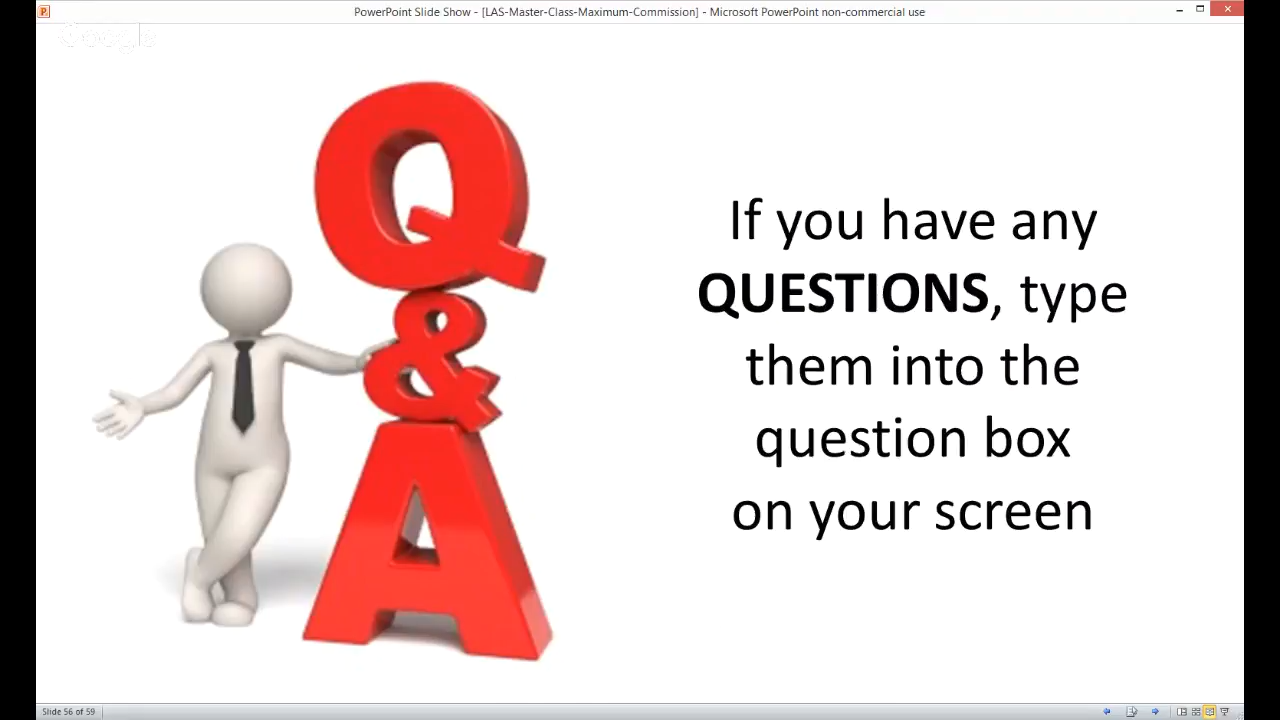 PowerPoint Slide Show - [LAS-Master-Class-Maximum-Commission] - Microsoft PowerPoint non-commercial use
Google
Q
&
A
If you have any
QUESTIONS, type
them into the
question box
on your screen
Slide 56 of 59